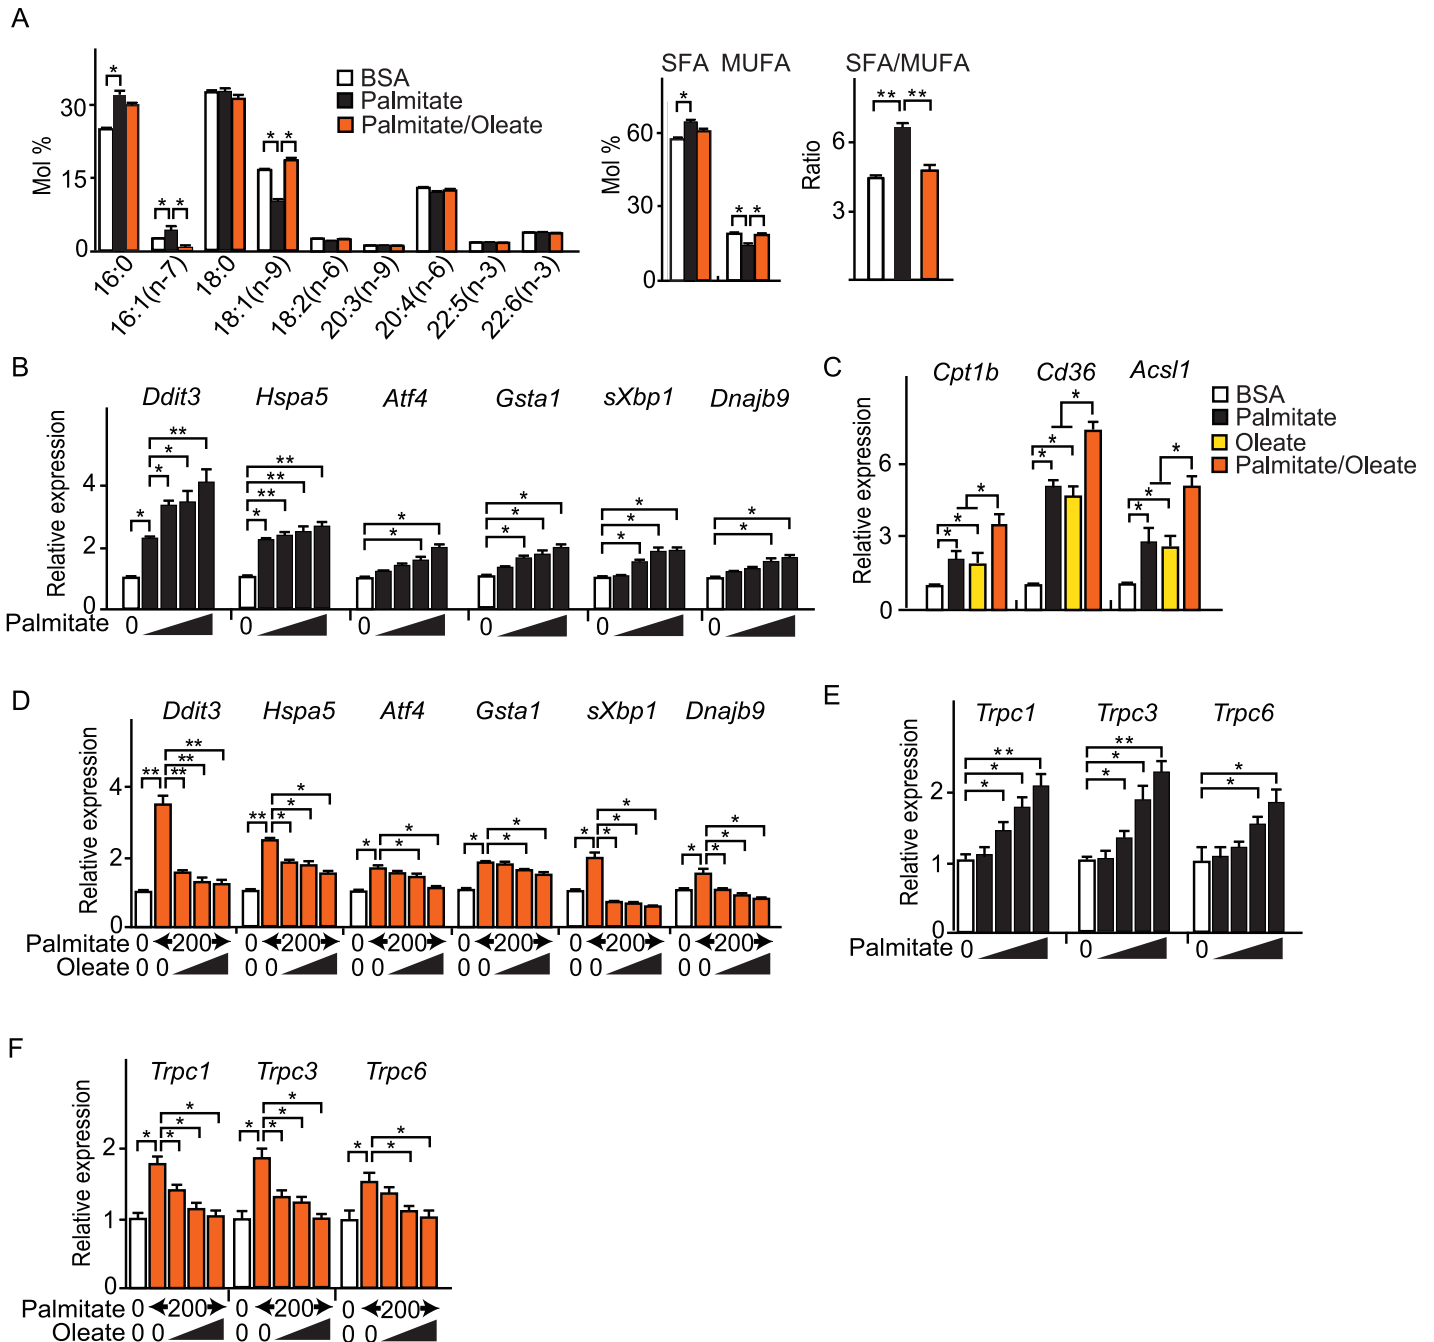 A
SFA MUFA SFA/MUFA
BSA
Palmitate
Palmitate/Oleate
Mol %
30
15
0
* * * * *
16:0 16:1(n-7) 18:0 18:1(n-9) 18:2(n-6) 20:3(n-9) 20:4(n-6) 22:5(n-3) 22:6(n-3)
Mol %
60
30
0
* * *
Ratio
6
3
** **
B
Ddit3 Hspa5 Atf4 Gsta1 sXbp1 Dnajb9
Relative expression
4
2
0
* * * **
* ** ** **
* *
* * *
* * *
* *
Palmitate 0 0 0 0 0 0
C
Cpt1b Cd36 Acsl1
BSA
Palmitate
Oleate
Palmitate/Oleate
Relative expression
6
3
0
* * *
* * *
* * *
D
Ddit3 Hspa5 Atf4 Gsta1 sXbp1 Dnajb9
Relative expression
4
2
0
** ** ** **
** * * *
* * *
* * *
* * * *
* * * *
Palmitate 0 200 0 200 0 200 0 200 0 200 0 200
Oleate 0 0 0 0 0 0 0 0 0 0 0 0
E
Trpc1 Trpc3 Trpc6
Relative expression
2
1
0
* * **
* * **
* *
Palmitate 0 0 0
F
Trpc1 Trpc3 Trpc6
Relative expression
2
1
0
* * * *
* * * *
* * *
Palmitate 0 200 0 200 0 200
Oleate 0 0 0 0 0 0